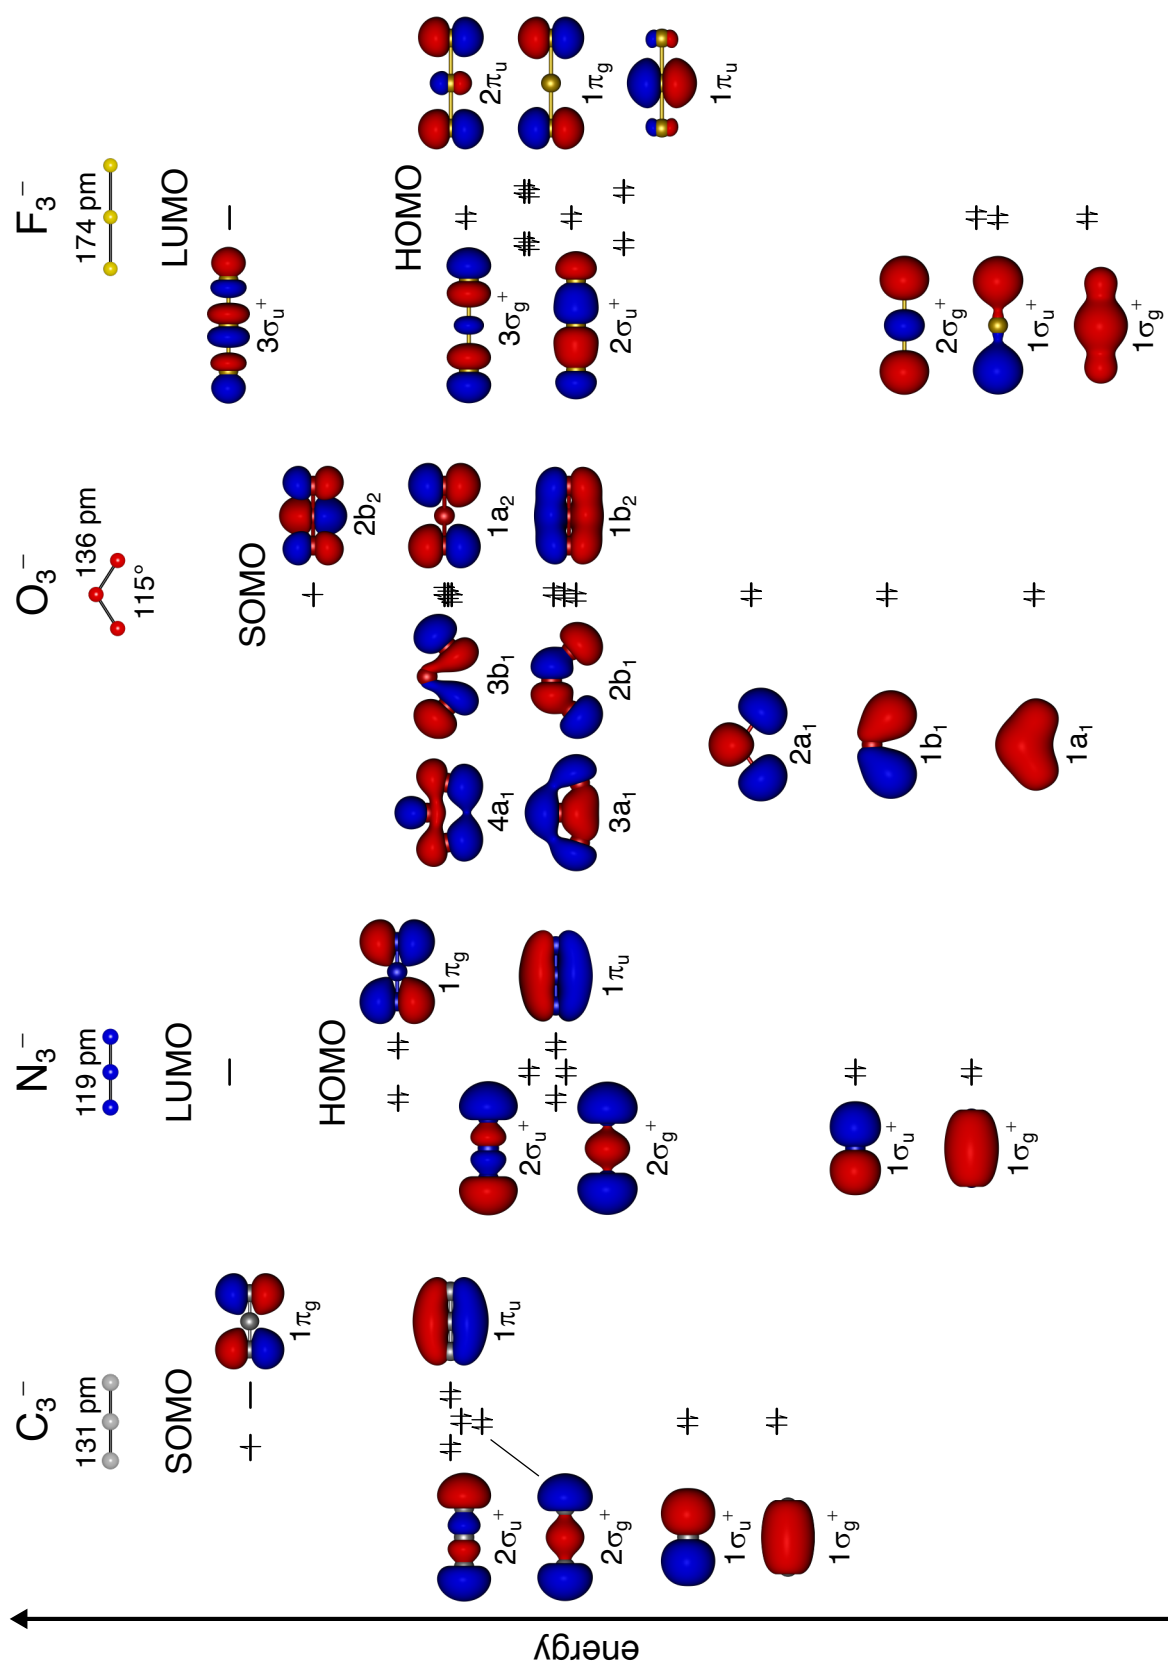 energy
C₃⁻
131 pm
SOMO
1πg
1πu
2σu⁺
2σg⁺
1σu⁺
1σg⁺
N₃⁻
119 pm
LUMO
HOMO
1πg
1πu
2σu⁺
2σg⁺
1σu⁺
1σg⁺
O₃⁻
136 pm
115°
SOMO
2b₂
4a₁
3b₁
1a₂
3a₁
2b₁
1b₂
2a₁
1b₁
1a₁
F₃⁻
174 pm
LUMO
3σu⁺
HOMO
2πu
3σg⁺
1πg
2σu⁺
1πu
2σg⁺
1σu⁺
1σg⁺